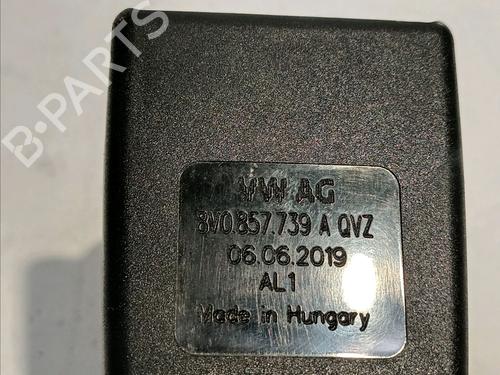 B-PARTS
VW AG
8V0.857.739 A QVZ
06.06.2019
AL1
Made in Hungary